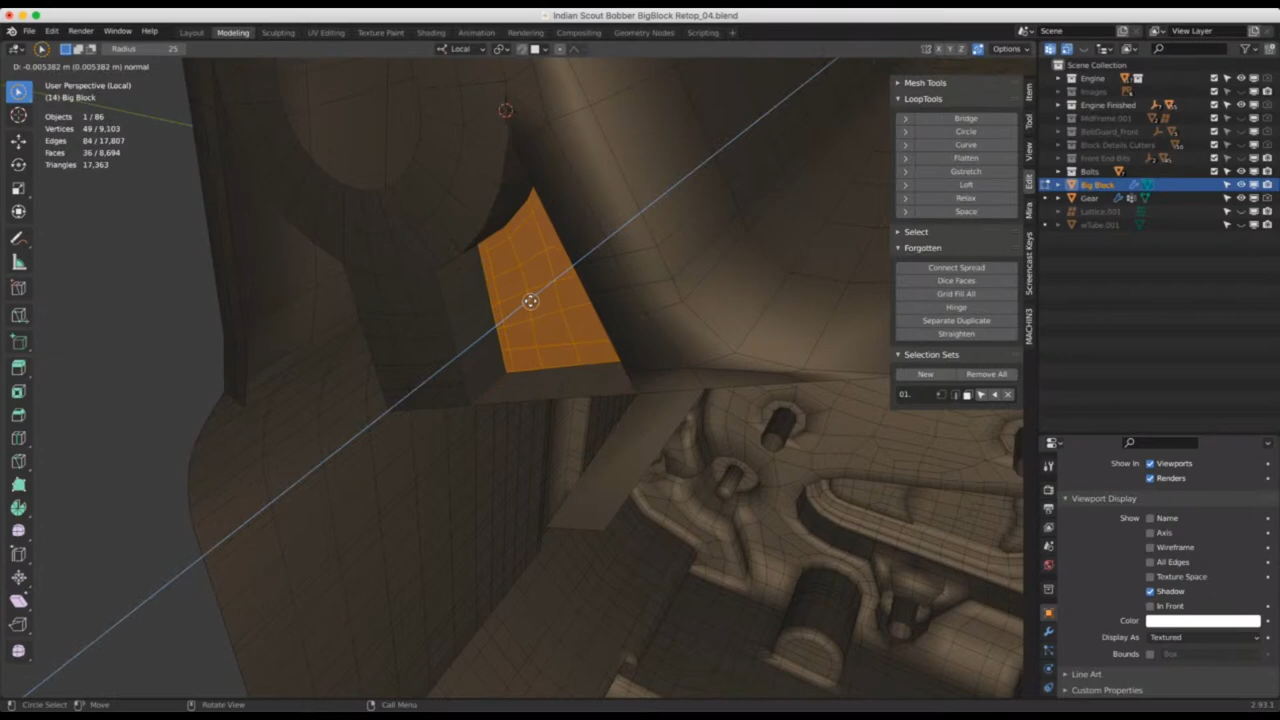 Indian Scout Bobber BigBlock Retop_04.blend
File Edit Render Window Help Layout Modeling Sculpting UV Editing Texture Paint Shading Animation Rendering Compositing Geometry Nodes Scripting + Scene View Layer
Radius 25 Local X Y Z Options
D: -0.005382 m (0.005382 m) normal
User Perspective (Local)
(14) Big Block
Objects 1 / 86
Vertices 49 / 9,103
Edges 84 / 17,807
Faces 36 / 8,694
Triangles 17,363
Mesh Tools
LoopTools
Bridge
Circle
Curve
Flatten
Gstretch
Loft
Relax
Space
Select
Forgotten
Connect Spread
Dice Faces
Grid Fill All
Hinge
Separate Duplicate
Straighten
Selection Sets
New Remove All
01.
Item
Tool
View
Edit
Mira
Screencast Keys
MACHIN3
Scene Collection
Engine
Images
Engine Finished
MidFrame.001
BeltGuard_Front
Block Details Cutters
Front End Bits
Bolts
Big Block
Gear
Lattice.001
wTube.001
Show In Viewports
Renders
Viewport Display
Show Name
Axis
Wireframe
All Edges
Texture Space
Shadow
In Front
Color
Display As Textured
Bounds Box
Line Art
Custom Properties
Circle Select Move Rotate View Call Menu 2.93.1